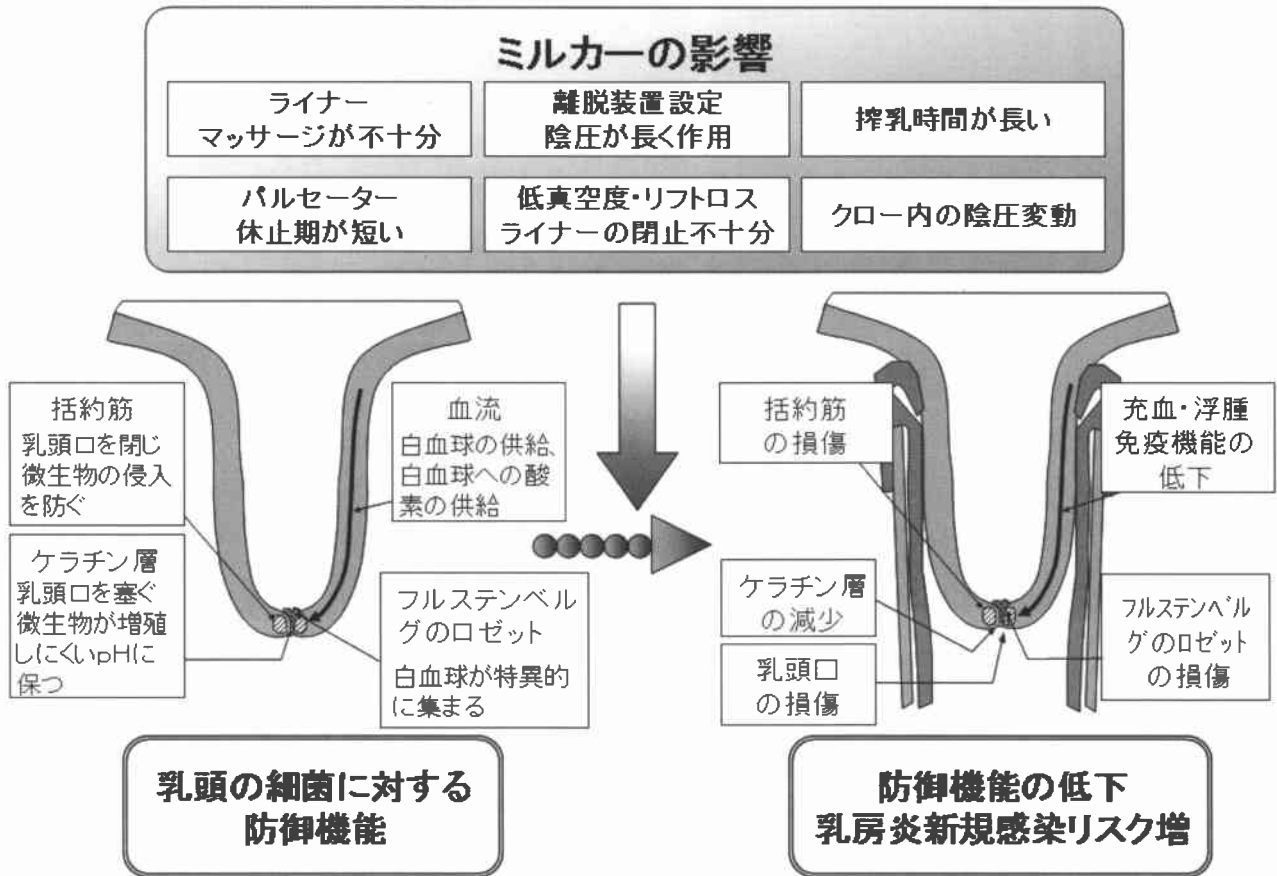 ミルカーの影響
ライナー
マッサージが不十分
離脱装置設定
陰圧が長く作用
搾乳時間が長い
パルセーター
休止期が短い
低真空度・リフトロス
ライナーの閉止不十分
クロー内の陰圧変動
括約筋
乳頭口を閉じ
微生物の侵入
を防ぐ
血流
白血球の供給、
白血球への酸
素の供給
ケラチン層
乳頭口を塞ぐ
微生物が増殖
しにくいpHに
保つ
フルステンベル
グのロゼット
白血球が特異的
に集まる
乳頭の細菌に対する
防御機能
括約筋
の損傷
充血・浮腫
免疫機能の
低下
ケラチン層
の減少
乳頭口
の損傷
フルステンベル
グのロゼット
の損傷
防御機能の低下
乳房炎新規感染リスク増